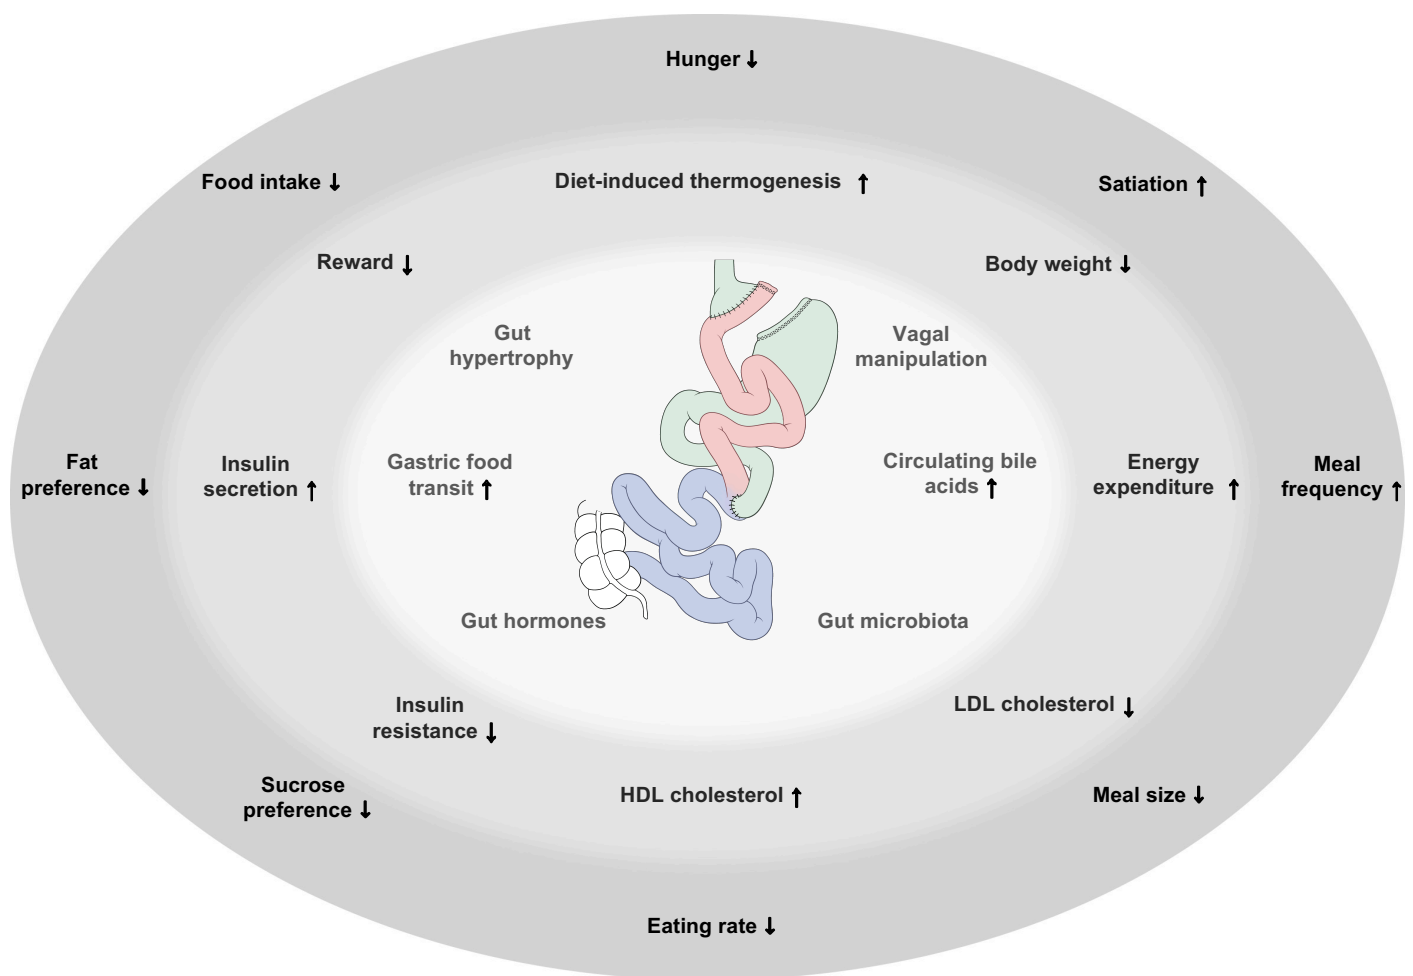 Hunger ↓
Food intake ↓
Diet-induced thermogenesis ↑
Satiation ↑
Reward ↓
Body weight ↓
Gut
hypertrophy
Vagal
manipulation
Fat
preference ↓
Insulin
secretion ↑
Gastric food
transit ↑
Circulating bile
acids ↑
Energy
expenditure ↑
Meal
frequency ↑
Gut hormones
Gut microbiota
Insulin
resistance ↓
LDL cholesterol ↓
Sucrose
preference ↓
HDL cholesterol ↑
Meal size ↓
Eating rate ↓